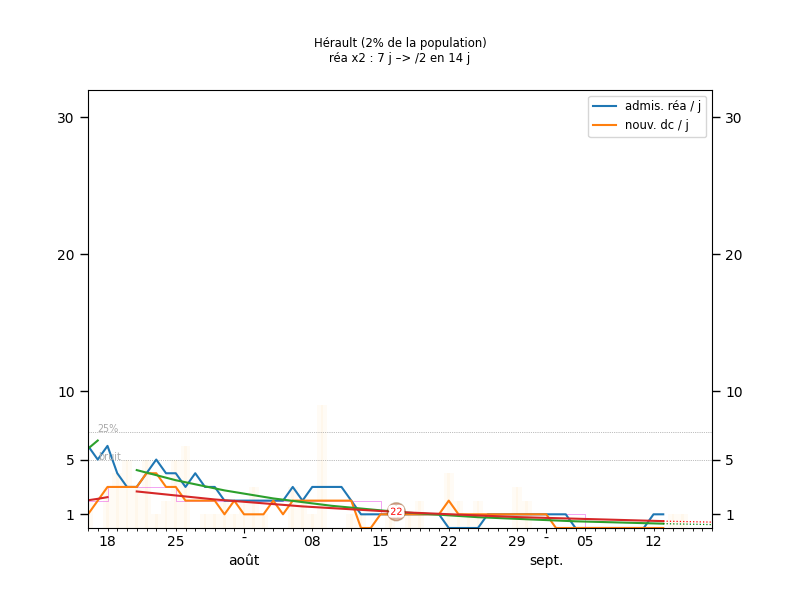 Hérault (2% de la population)
réa x2 : 7 j –> /2 en 14 j
admis. réa / j
nouv. dc / j
30 30
20 20
10 10
25%
bruit
5 5
22
1 1
18 25 - 08 15 22 29 - 05 12
août sept.